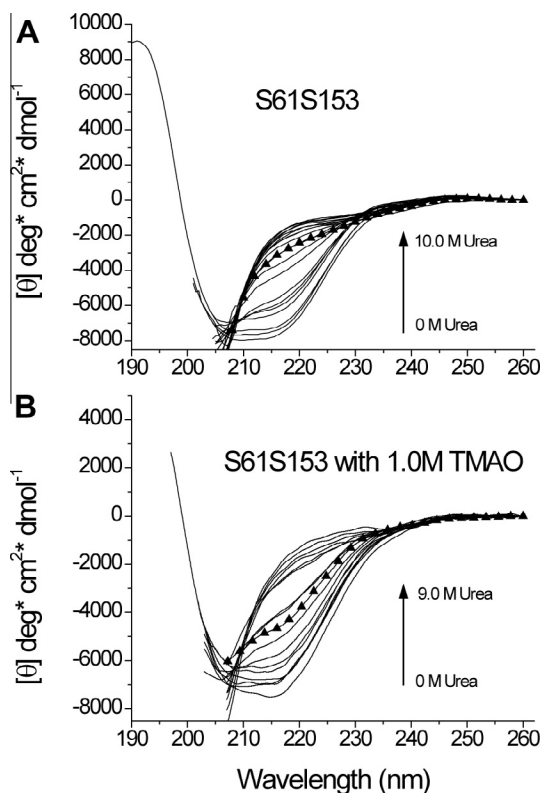 A
S61S153
[θ] deg* cm²* dmol⁻¹
10000
8000
6000
4000
2000
0
-2000
-4000
-6000
-8000
10.0 M Urea
0 M Urea
190 200 210 220 230 240 250 260
B
S61S153 with 1.0M TMAO
[θ] deg* cm²* dmol⁻¹
4000
2000
0
-2000
-4000
-6000
-8000
9.0 M Urea
0 M Urea
190 200 210 220 230 240 250 260
Wavelength (nm)